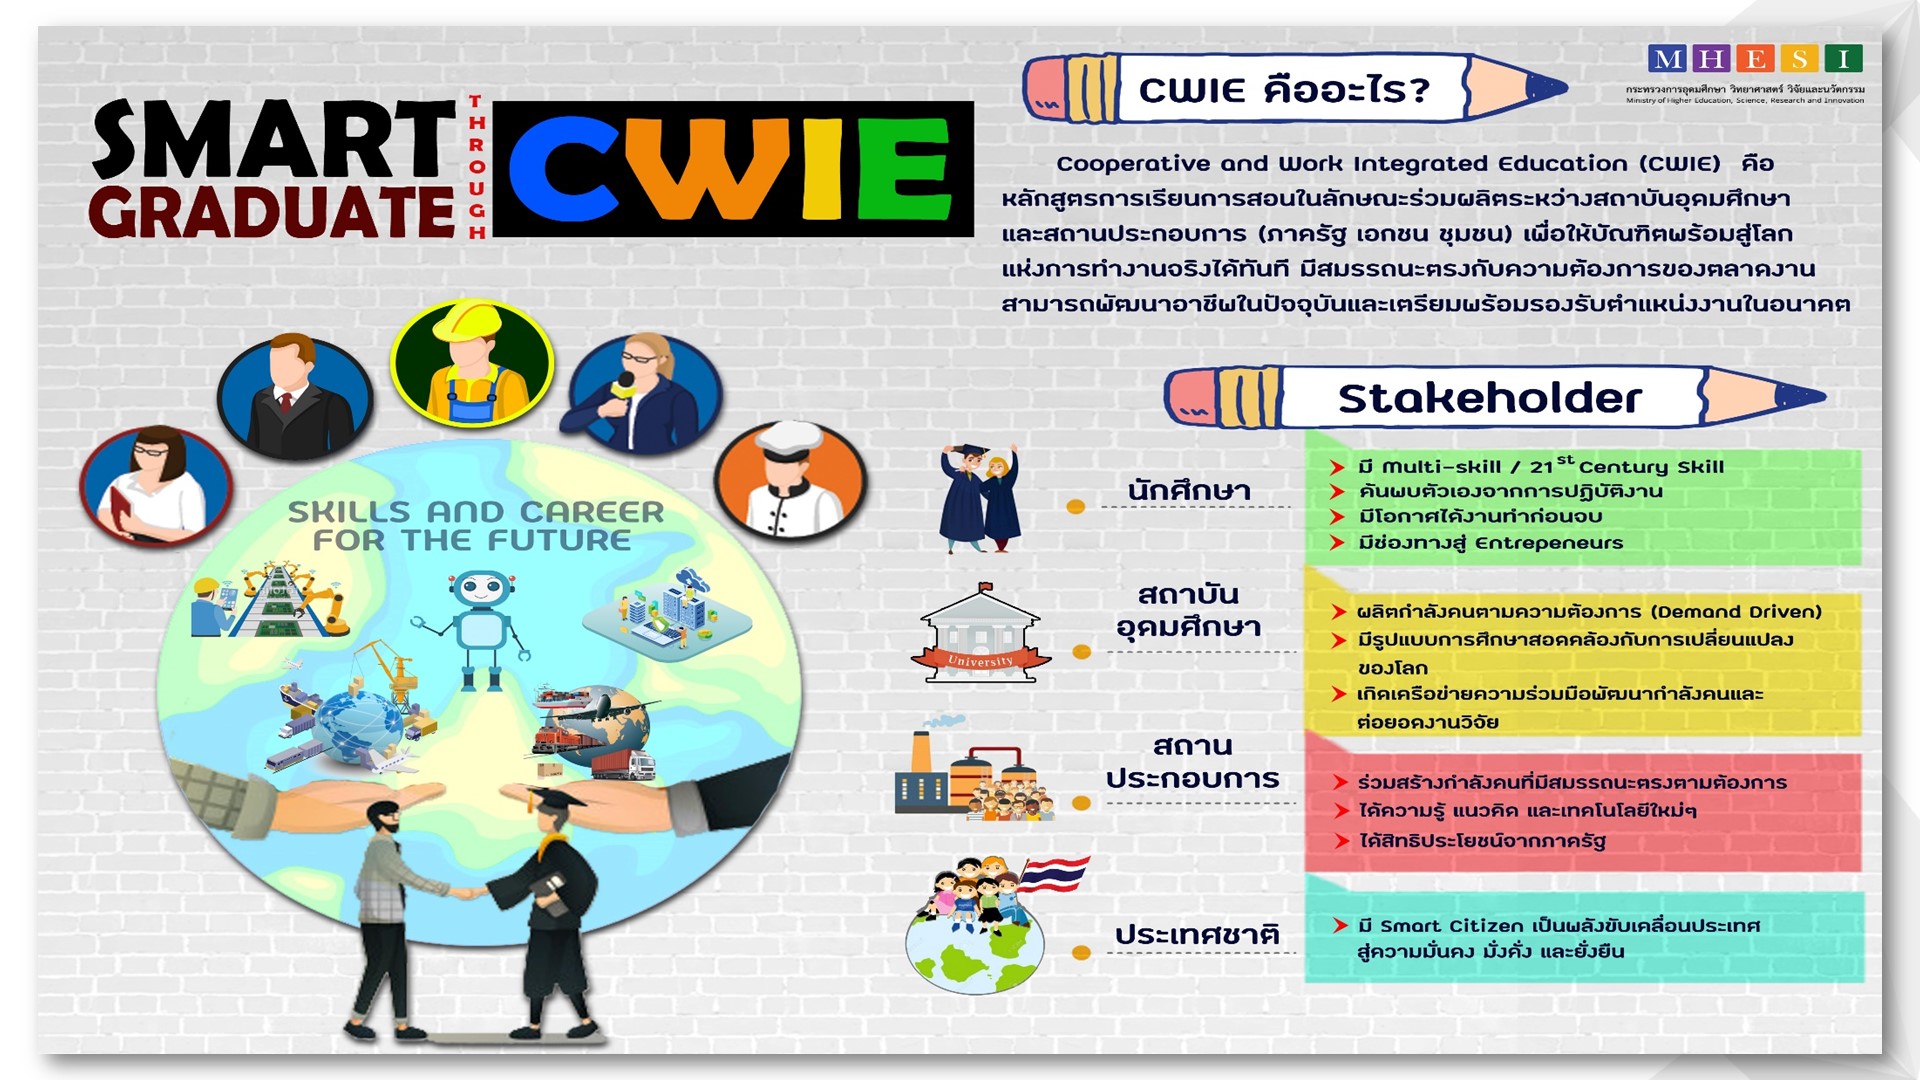 SMART
GRADUATE
THROUGH
CWIE
CWIE คืออะไร?
MHESI
กระทรวงการอุดมศึกษา วิทยาศาสตร์ วิจัยและนวัตกรรม
Ministry of Higher Education, Science, Research and Innovation
Cooperative and Work Integrated Education (CWIE) คือ
หลักสูตรการเรียนการสอนในลักษณะร่วมผลิตระหว่างสถาบันอุดมศึกษา
และสถานประกอบการ (ภาครัฐ เอกชน ชุมชน) เพื่อให้บัณฑิตพร้อมสู่โลก
แห่งการทำงานจริงได้ทันที มีสมรรถนะตรงกับความต้องการของตลาดงาน
สามารถพัฒนาอาชีพในปัจจุบันและเตรียมพร้อมรองรับตำแหน่งงานในอนาคต
SKILLS AND CAREER
FOR THE FUTURE
Stakeholder
นักศึกษา
มี Multi-skill / 21st Century Skill
ค้นพบตัวเองจากการปฏิบัติงาน
มีโอกาศได้งานทำก่อนจบ
มีช่องทางสู่ Entrepeneurs
University
สถาบัน
อุดมศึกษา
ผลิตกำลังคนตามความต้องการ (Demand Driven)
มีรูปแบบการศึกษาสอดคล้องกับการเปลี่ยนแปลง
ของโลก
เกิดเครือข่ายความร่วมมือพัฒนากำลังคนและ
ต่อยอดงานวิจัย
สถาน
ประกอบการ
ร่วมสร้างกำลังคนที่มีสมรรถนะตรงตามต้องการ
ได้ความรู้ แนวคิด และเทคโนโลยีใหม่ๆ
ได้สิทธิประโยชน์จากภาครัฐ
ประเทศชาติ
มี Smart Citizen เป็นพลังขับเคลื่อนประเทศ
สู่ความมั่นคง มั่งคั่ง และยั่งยืน